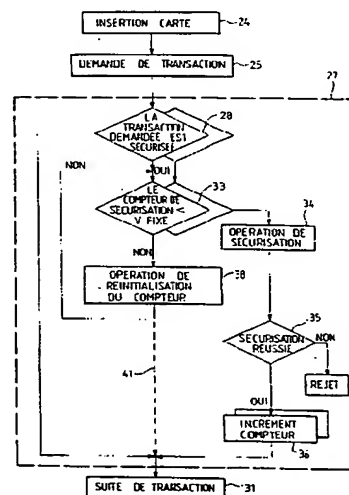 INSERTION CARTE
24
DEMANDE DE TRANSACTION
25
27
LA
TRANSACTION
DEMANDEE EST
SECURISEE
28
NON
OUI
LE
COMPTEUR DE
SECURISATION <
V FIXE
33
34
OPERATION DE
SECURISATION
NON
OPERATION DE
REINITIALISATION
DU COMPTEUR
38
35
SECURISATION
REUSSIE
NON
REJET
41
OUI
INCREMENT
COMPTEUR
36
SUITE DE TRANSACTION
31